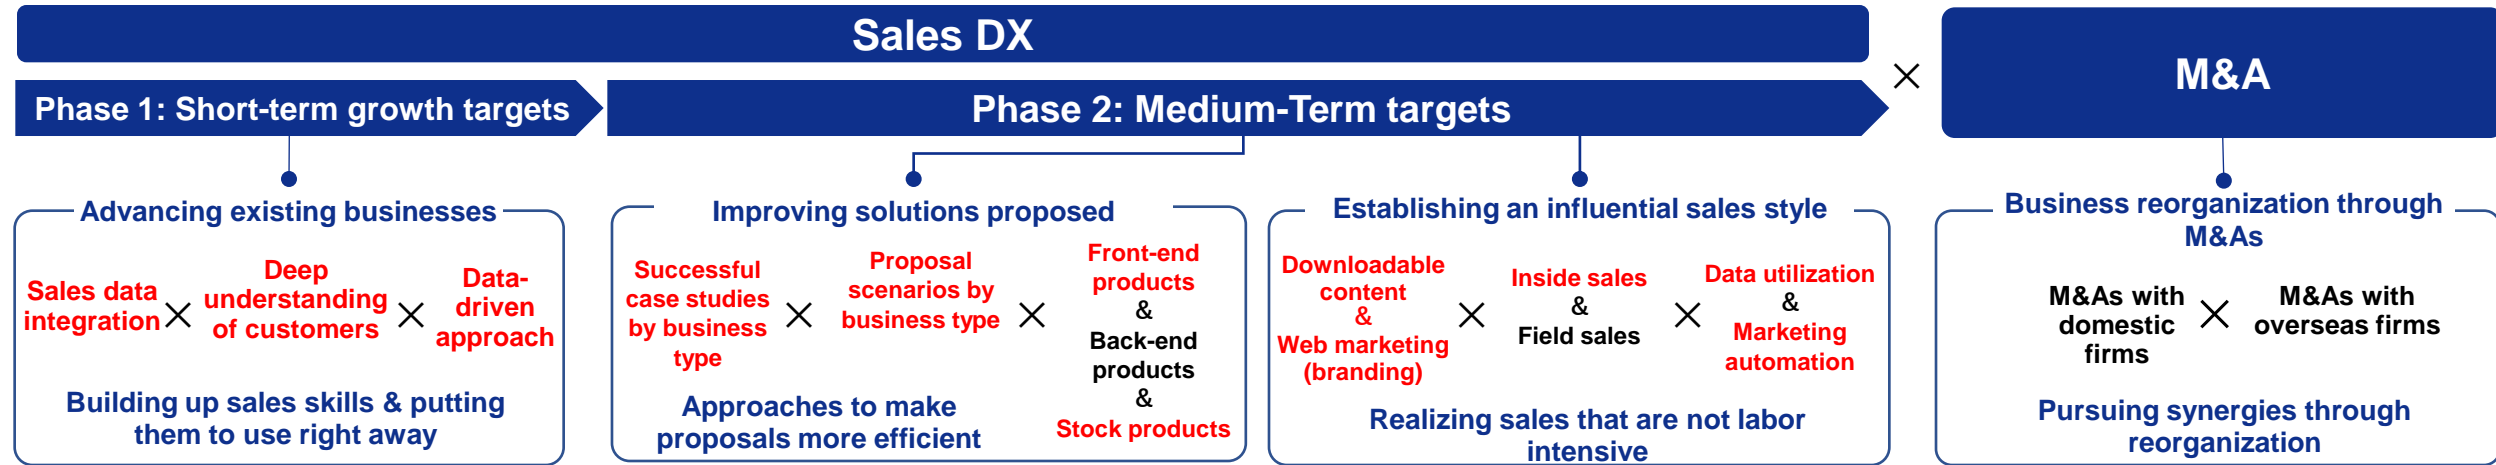 Sales DX
×
M&A
Phase 1: Short-term growth targets
Phase 2: Medium-Term targets
Advancing existing businesses
Sales data
integration
×
Deep
understanding
of customers
×
Data-
driven
approach
Building up sales skills & putting
them to use right away
Improving solutions proposed
Successful
case studies
by business
type
×
Proposal
scenarios by
business type
×
Front-end
products
&
Back-end
products
&
Stock products
Approaches to make
proposals more efficient
Establishing an influential sales style
Downloadable
content
&
Web marketing
(branding)
×
Inside sales
&
Field sales
×
Data utilization
&
Marketing
automation
Realizing sales that are not labor
intensive
Business reorganization through
M&As
M&As with
domestic
firms
×
M&As with
overseas firms
Pursuing synergies through
reorganization